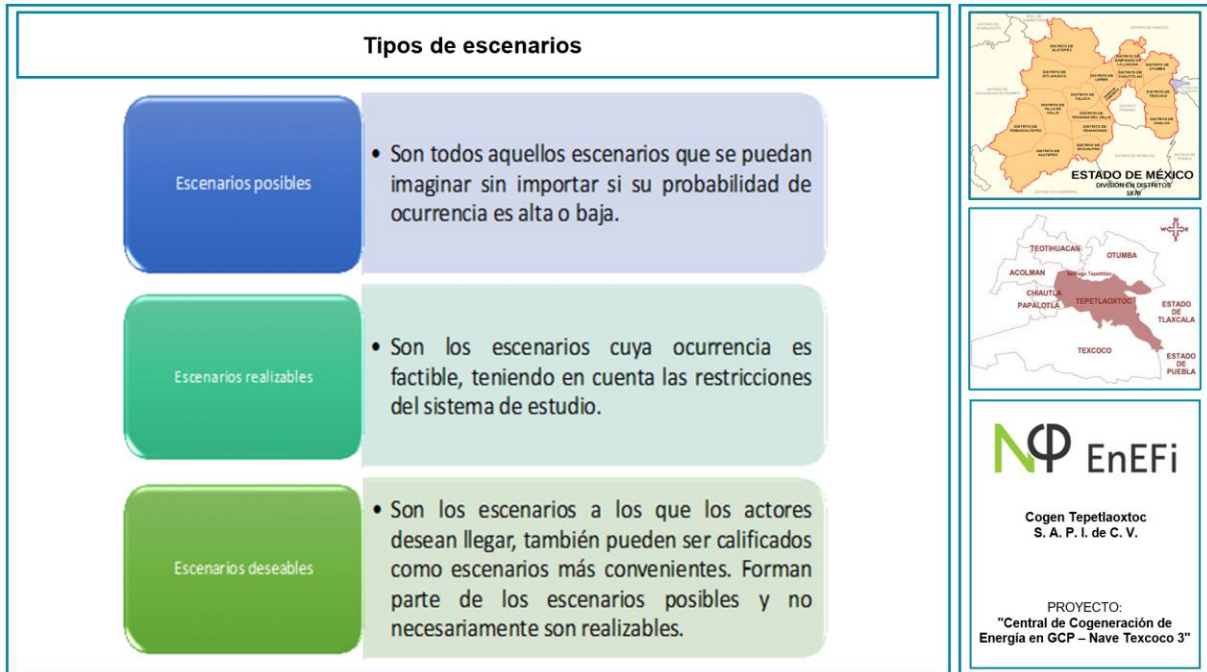 Tipos de escenarios
Escenarios posibles
• Son todos aquellos escenarios que se puedan
imaginar sin importar si su probabilidad de
ocurrencia es alta o baja.
Escenarios realizables
• Son los escenarios cuya ocurrencia es
factible, teniendo en cuenta las restricciones
del sistema de estudio.
Escenarios deseables
• Son los escenarios a los que los actores
desean llegar, también pueden ser calificados
como escenarios más convenientes. Forman
parte de los escenarios posibles y no
necesariamente son realizables.
ESTADO DE MÉXICO
DIVISIÓN EN DISTRITOS
1870
TEOTIHUACAN
OTUMBA
ACOLMAN
CHIAUTLA
PAPALOTLA
TEPETLAOXTOC
ESTADO
DE
TLAXCALA
TEXCOCO
ESTADO
DE
PUEBLA
EnEFi
Cogen Tepetlaoxtoc
S. A. P. I. de C. V.
PROYECTO:
"Central de Cogeneración de
Energía en GCP – Nave Texcoco 3"